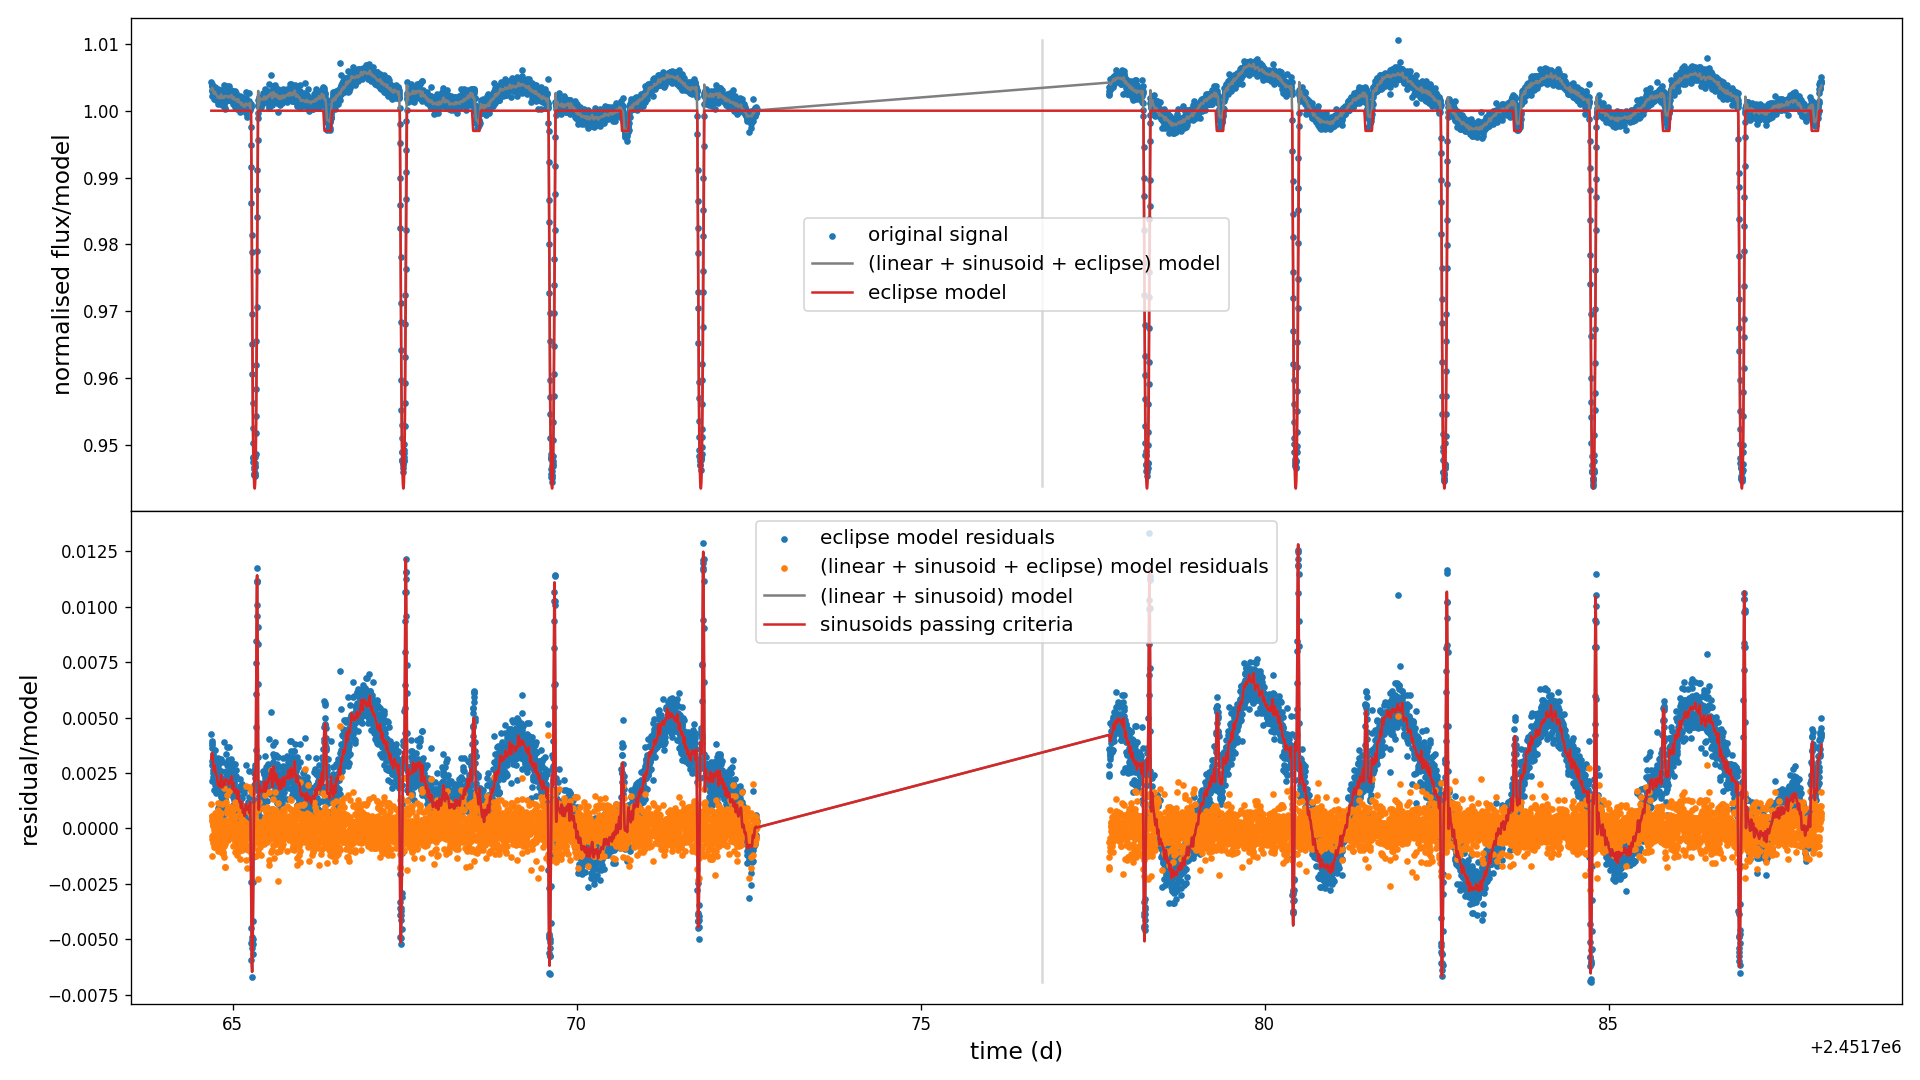 normalised flux/model
1.01
1.00
0.99
0.98
0.97
0.96
0.95
original signal
(linear + sinusoid + eclipse) model
eclipse model
residual/model
0.0125
0.0100
0.0075
0.0050
0.0025
0.0000
−0.0025
−0.0050
−0.0075
eclipse model residuals
(linear + sinusoid + eclipse) model residuals
(linear + sinusoid) model
sinusoids passing criteria
65 70 75 80 85
time (d)
+2.4517e6